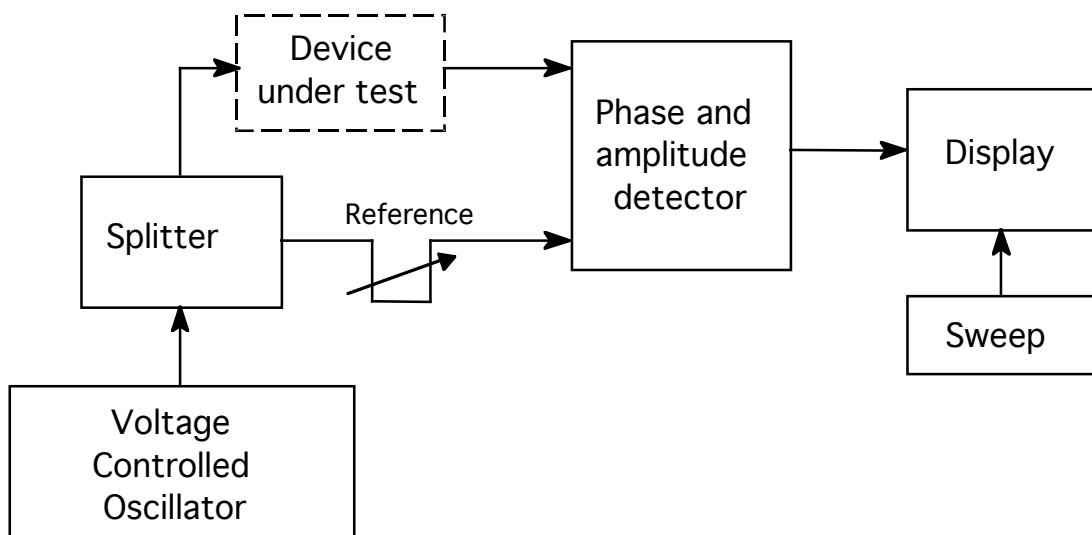 Device
under test
Phase and
amplitude
detector
Display
Reference
Splitter
Sweep
Voltage
Controlled
Oscillator